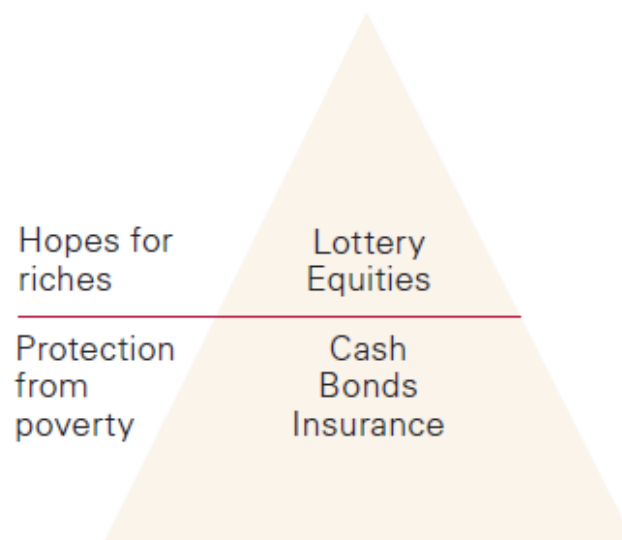 Hopes for
riches
Lottery
Equities
Protection
from
poverty
Cash
Bonds
Insurance